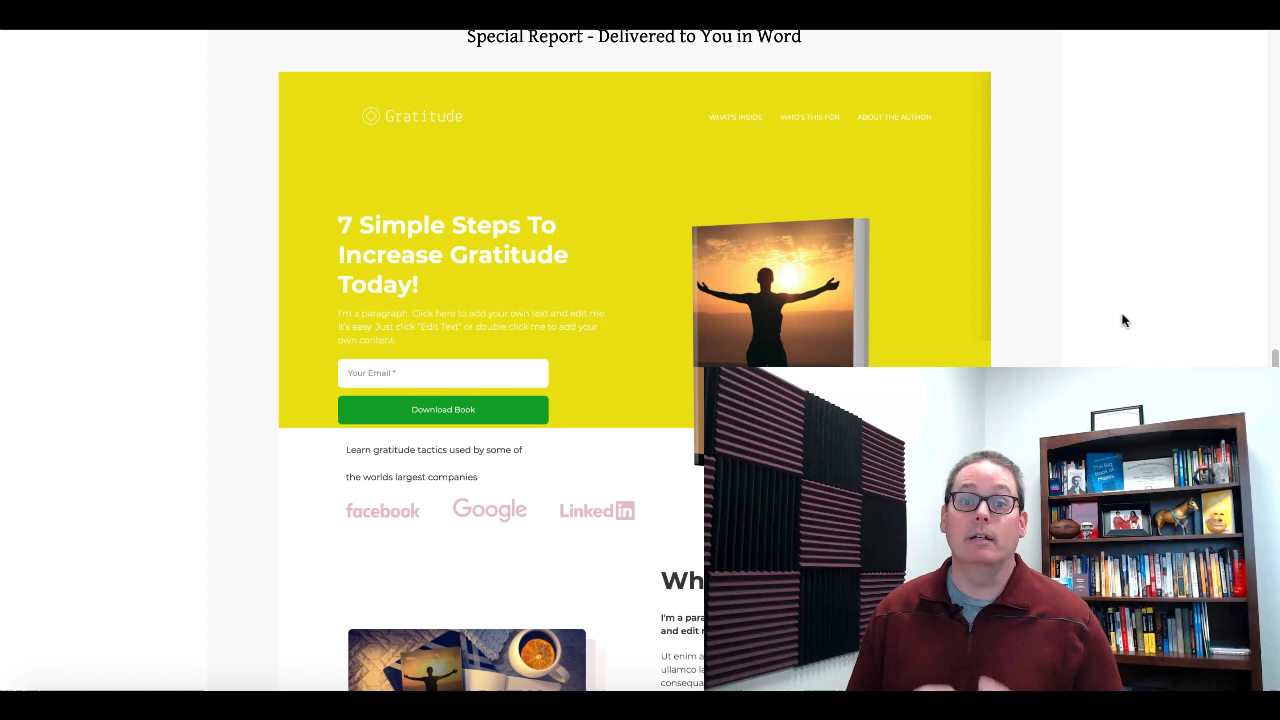 Special Report - Delivered to You in Word
Gratitude
WHAT'S INSIDE WHO'S THIS FOR ABOUT THE AUTHOR
7 Simple Steps To
Increase Gratitude
Today!
I'm a paragraph. Click here to add your own text and edit me
It's easy. Just click "Edit Text" or double click me to add your
own content.
Your Email *
Download Book
Learn gratitude tactics used by some of
the worlds largest companies
facebook Google Linkedin
Wh
I'm a para
and edit
Ut enim a
ullamco la
consequa
The Big
Book of